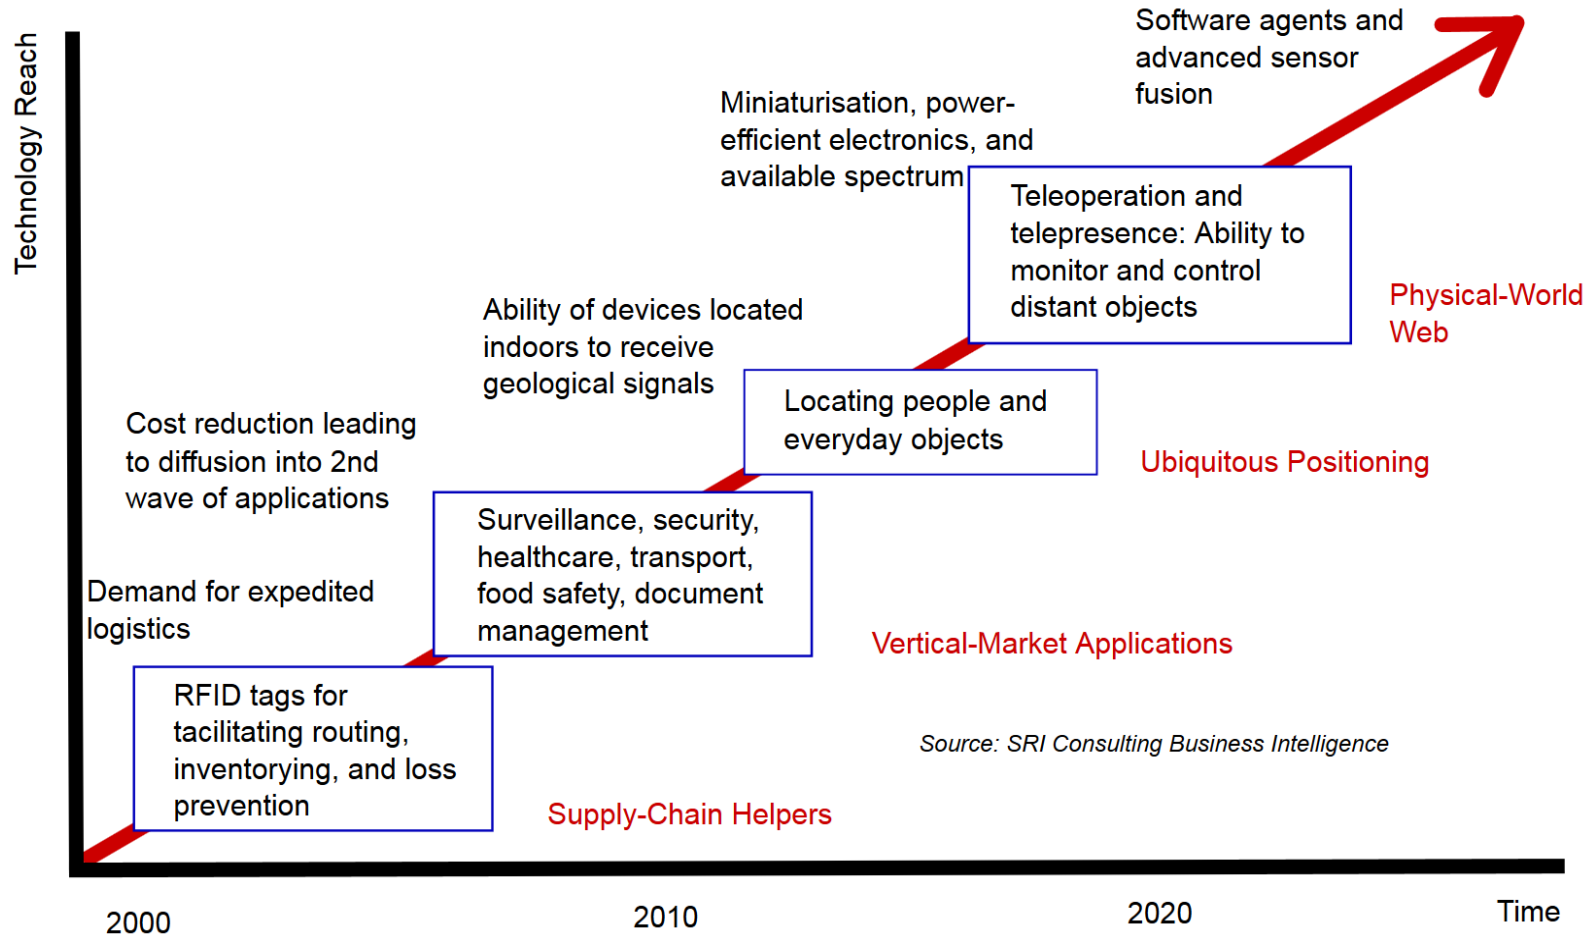 Technology Reach
Software agents and
advanced sensor
fusion
Miniaturisation, power-
efficient electronics, and
available spectrum
Teleoperation and
telepresence: Ability to
monitor and control
distant objects
Physical-World
Web
Ability of devices located
indoors to receive
geological signals
Locating people and
everyday objects
Ubiquitous Positioning
Cost reduction leading
to diffusion into 2nd
wave of applications
Surveillance, security,
healthcare, transport,
food safety, document
management
Vertical-Market Applications
Demand for expedited
logistics
RFID tags for
tacilitating routing,
inventorying, and loss
prevention
Supply-Chain Helpers
Source: SRI Consulting Business Intelligence
2000
2010
2020
Time